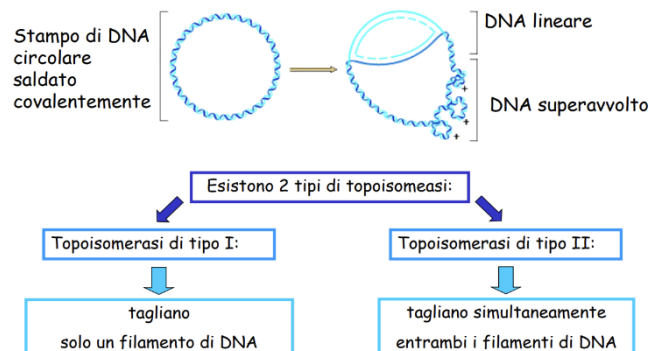 Stampo di DNA
circolare
saldato
covalentemente
DNA lineare
+
+
+
+
DNA superavvolto
Esistono 2 tipi di topoisomeasi:
Topoisomerasi di tipo I:
Topoisomerasi di tipo II:
tagliano
solo un filamento di DNA
tagliano simultaneamente
entrambi i filamenti di DNA